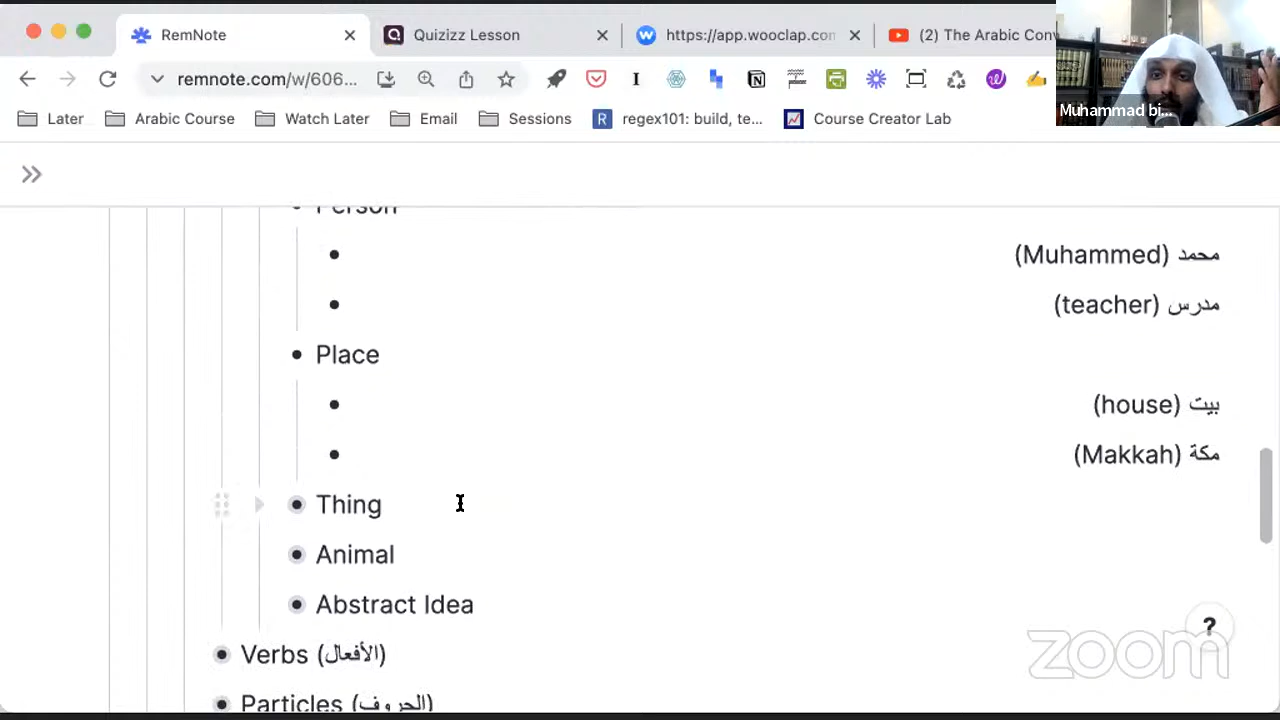 RemNote
Quizizz Lesson
https://app.wooclap.com
(2) The Arabic Con
remnote.com/w/606...
Later
Arabic Course
Watch Later
Email
Sessions
regex101: build, te...
Course Creator Lab
Muhammad bi...
Person
محمد (Muhammed)
مدرس (teacher)
Place
بيت (house)
مكة (Makkah)
Thing
Animal
Abstract Idea
Verbs (الأفعال)
Particles (الحروف)
?
zoom